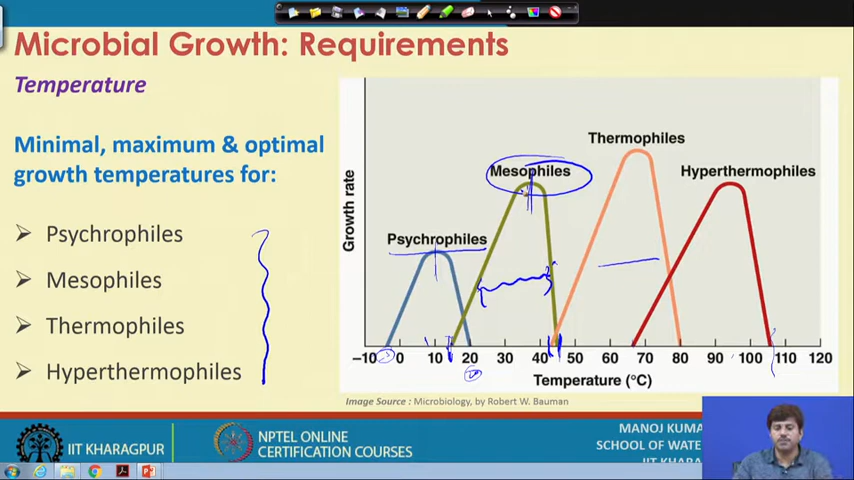 Microbial Growth: Requirements
Temperature
Minimal, maximum & optimal
growth temperatures for:
Psychrophiles
Mesophiles
Thermophiles
Hyperthermophiles
Growth rate
Psychrophiles
Mesophiles
Thermophiles
Hyperthermophiles
–10 0 10 20 30 40 50 60 70 80 90 100 110 120
Temperature (°C)
Image Source : Microbiology, by Robert W. Bauman
IIT KHARAGPUR
NPTEL ONLINE
CERTIFICATION COURSES
MANOJ KUMA
SCHOOL OF WATE
IIT KHARA